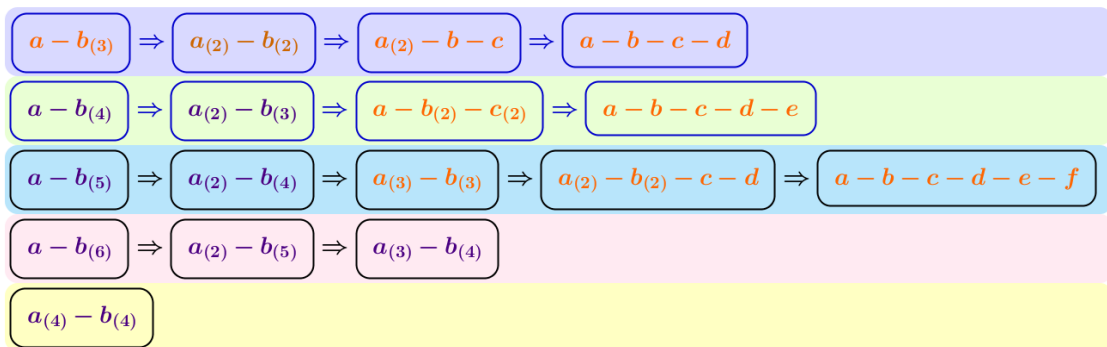 a − b₍₃₎ ⇒ a₍₂₎ − b₍₂₎ ⇒ a₍₂₎ − b − c ⇒ a − b − c − d
a − b₍₄₎ ⇒ a₍₂₎ − b₍₃₎ ⇒ a − b₍₂₎ − c₍₂₎ ⇒ a − b − c − d − e
a − b₍₅₎ ⇒ a₍₂₎ − b₍₄₎ ⇒ a₍₃₎ − b₍₃₎ ⇒ a₍₂₎ − b₍₂₎ − c − d ⇒ a − b − c − d − e − f
a − b₍₆₎ ⇒ a₍₂₎ − b₍₅₎ ⇒ a₍₃₎ − b₍₄₎
a₍₄₎ − b₍₄₎